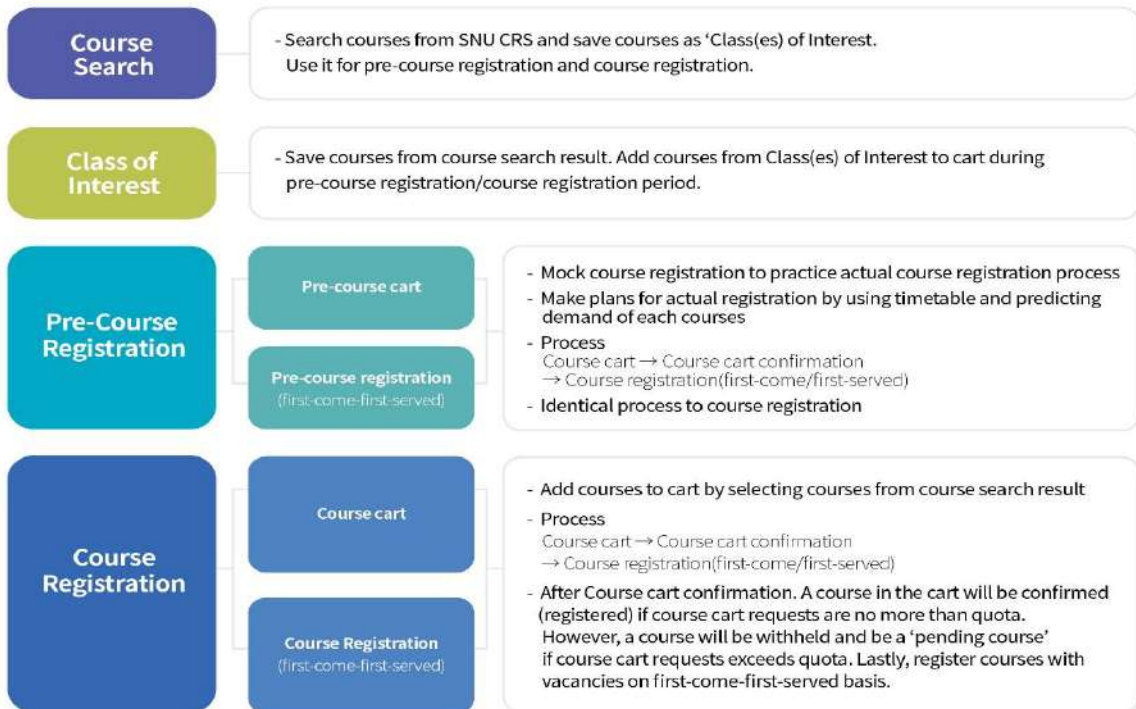 Course
Search
- Search courses from SNU CRS and save courses as ‘Class(es) of Interest.
Use it for pre-course registration and course registration.
Class of
Interest
- Save courses from course search result. Add courses from Class(es) of Interest to cart during
pre-course registration/course registration period.
Pre-Course
Registration
Pre-course cart
Pre-course registration
(first-come-first-served)
- Mock course registration to practice actual course registration process
- Make plans for actual registration by using timetable and predicting
demand of each courses
- Process
Course cart → Course cart confirmation
→ Course registration(first-come/first-served)
- Identical process to course registration
Course
Registration
Course cart
Course Registration
(first-come-first-served)
- Add courses to cart by selecting courses from course search result
- Process
Course cart → Course cart confirmation
→ Course registration(first-come/first-served)
- After Course cart confirmation. A course in the cart will be confirmed
(registered) if course cart requests are no more than quota.
However, a course will be withheld and be a ‘pending course’
if course cart requests exceeds quota. Lastly, register courses with
vacancies on first-come-first-served basis.